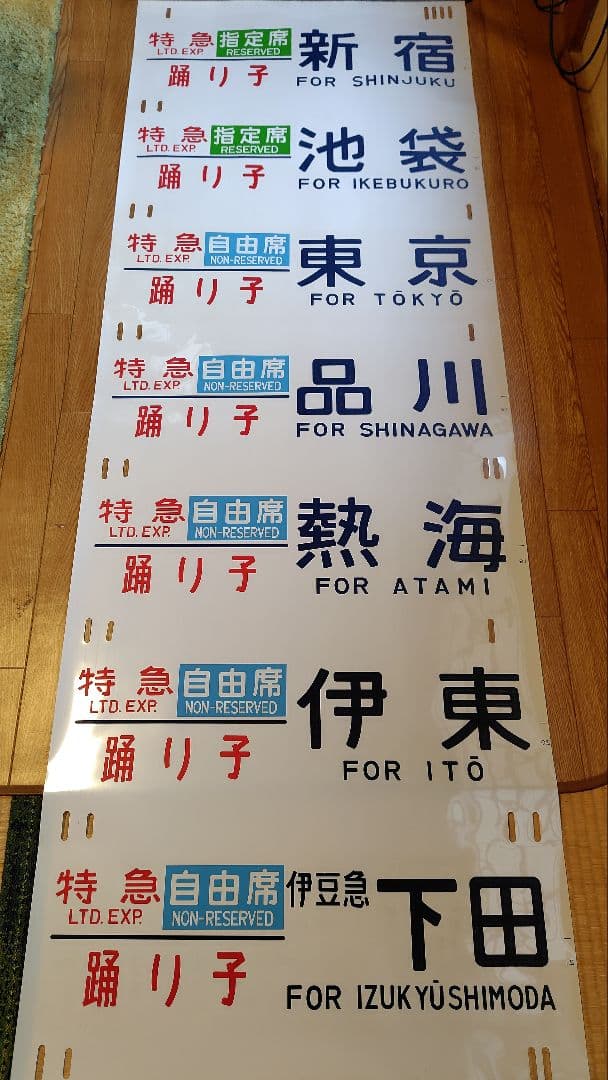 特急 指定席 新宿
LTD. EXP. RESERVED
踊り子 FOR SHINJUKU
特急 指定席 池袋
LTD. EXP. RESERVED
踊り子 FOR IKEBUKURO
特急 自由席 東京
LTD. EXP. NON-RESERVED
踊り子 FOR TŌKYŌ
特急 自由席 品川
LTD. EXP. NON-RESERVED
踊り子 FOR SHINAGAWA
特急 自由席 熱海
LTD. EXP. NON-RESERVED
踊り子 FOR ATAMI
特急 自由席 伊東
LTD. EXP. NON-RESERVED
踊り子 FOR ITŌ
特急 自由席 伊豆急下田
LTD. EXP. NON-RESERVED
踊り子 FOR IZUKYŪSHIMODA